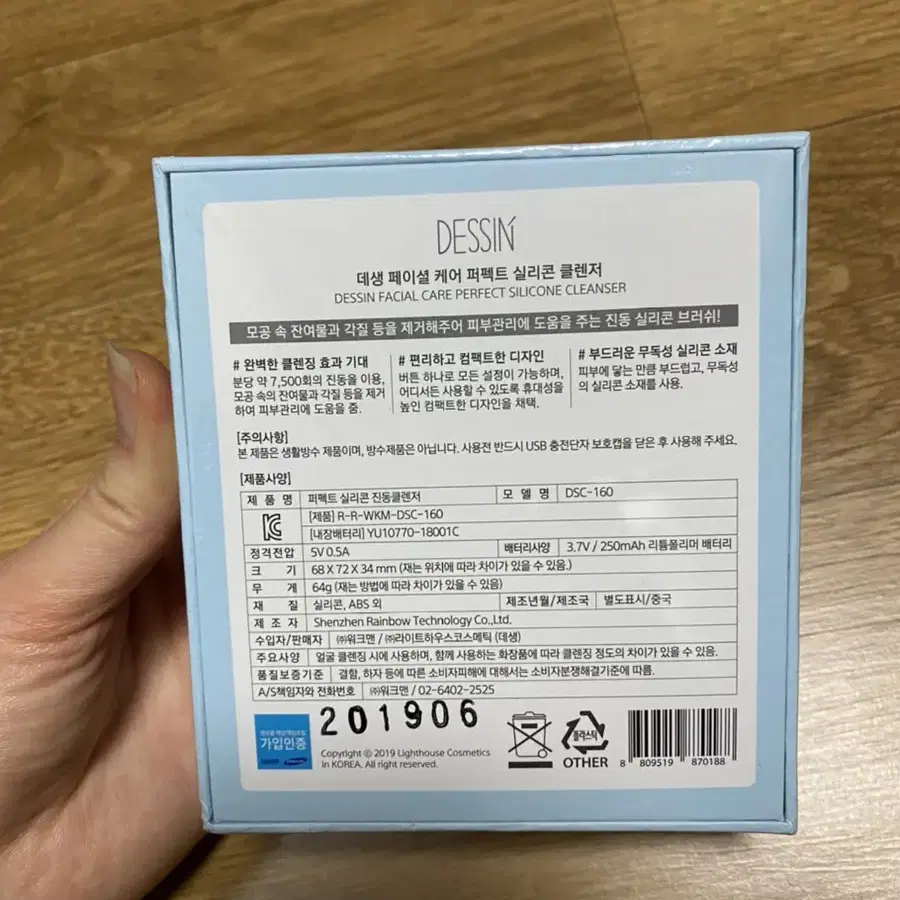 DESSIN
데생 페이셜 케어 퍼펙트 실리콘 클렌저
DESSIN FACIAL CARE PERFECT SILICONE CLEANSER
모공 속 잔여물과 각질 등을 제거해주어 피부관리에 도움을 주는 진동 실리콘 브러쉬!
# 완벽한 클렌징 효과 기대
분당 약 7,500회의 진동을 이용,
모공 속의 잔여물과 각질 등을 제거
하여 피부관리에 도움을 줌.
# 편리하고 컴팩트한 디자인
버튼 하나로 모든 설정이 가능하며,
어디서든 사용할 수 있도록 휴대성을
높인 컴팩트한 디자인을 채택.
# 부드러운 무독성 실리콘 소재
피부에 닿는 만큼 부드럽고, 무독성
의 실리콘 소재를 사용.
[주의사항]
본 제품은 생활방수 제품이며, 방수제품은 아닙니다. 사용전 반드시 USB 충전단자 보호캡을 닫은 후 사용해 주세요.
[제품사양]
제 품 명 퍼펙트 실리콘 진동클렌저 모 델 명 DSC-160
[제품] R-R-WKM-DSC-160
[내장배터리] YU10770-18001C
정격전압 5V 0.5A 배터리사양 3.7V / 250mAh 리튬폴리머 배터리
크 기 68 X 72 X 34 mm (재는 위치에 따라 차이가 있을 수 있음.)
무 게 64g (재는 방법에 따라 차이가 있을 수 있음)
재 질 실리콘, ABS 외 제조년월/제조국 별도표시/중국
제 조 자 Shenzhen Rainbow Technology Co.,Ltd.
수입자/판매자 ㈜워크맨 / ㈜라이트하우스코스메틱 (데생)
주요사양 얼굴 클렌징 시에 사용하며, 함께 사용하는 화장품에 따라 클렌징 정도의 차이가 있을 수 있음.
품질보증기준 결함, 하자 등에 따른 소비자피해에 대해서는 소비자분쟁해결기준에 따름.
A/S책임자와 전화번호 ㈜워크맨 / 02-6402-2525
가입인증
201906
Copyright © 2019 Lighthouse Cosmetics
in KOREA. All right reserved.
플라스틱
OTHER
8 809519 870188